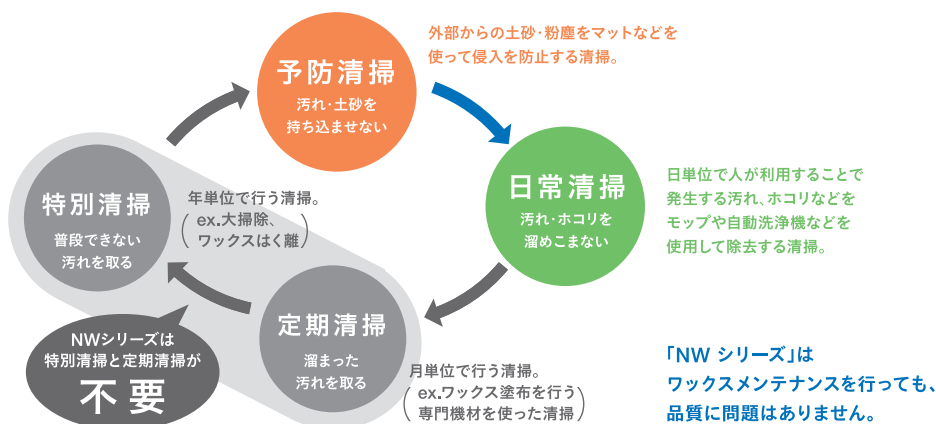 予防清掃
汚れ・土砂を
持ち込ませない
外部からの土砂・粉塵をマットなどを
使って侵入を防止する清掃。
日常清掃
汚れ・ホコリを
溜めこまない
日単位で人が利用することで
発生する汚れ、ホコリなどを
モップや自動洗浄機などを
使用して除去する清掃。
定期清掃
溜まった
汚れを取る
月単位で行う清掃。
(ex.ワックス塗布を行う
専門機材を使った清掃)
特別清掃
普段できない
汚れを取る
年単位で行う清掃。
(ex.大掃除、
ワックスはく離)
NWシリーズは
特別清掃と定期清掃が
不要
「NW シリーズ」は
ワックスメンテナンスを行っても、
品質に問題はありません。